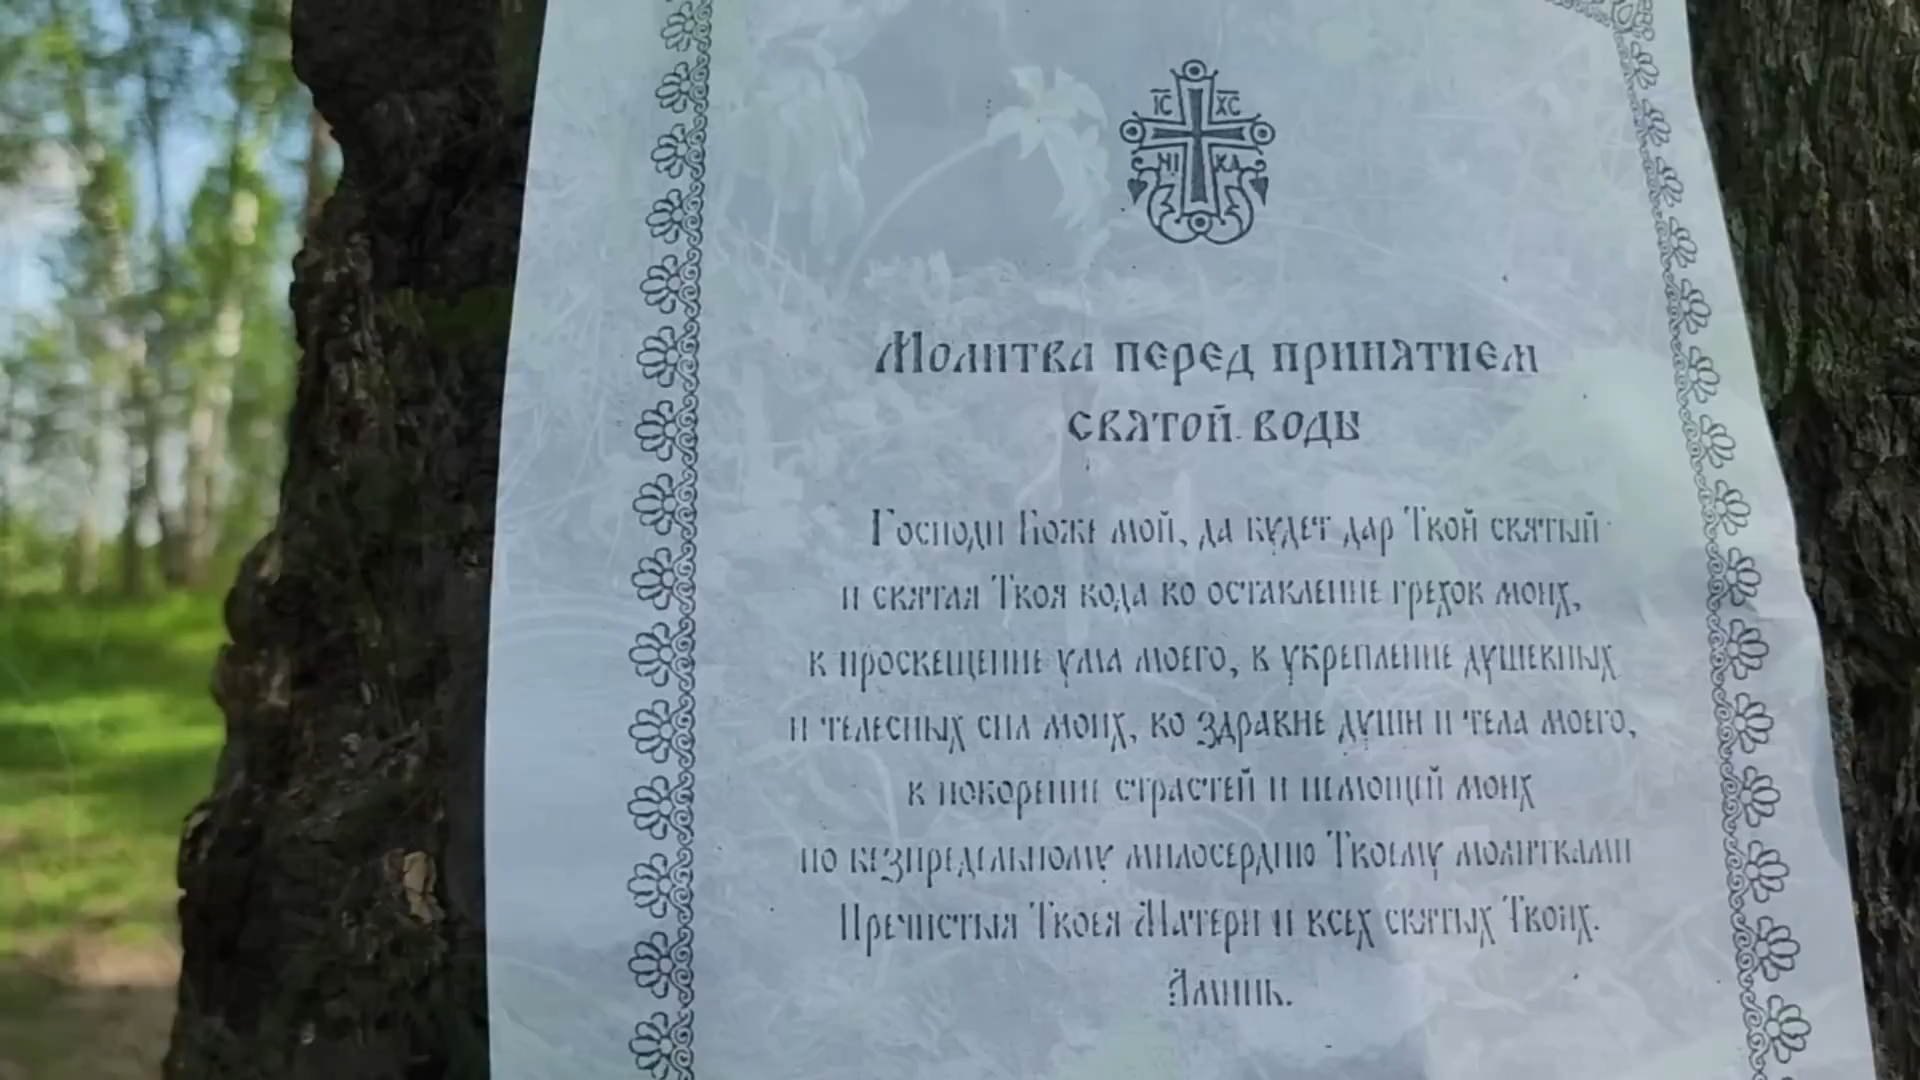 IC XC
НІ КА
Молитва перед принятием
святой воды
Господи Боже мой, да будет дар Твой святый
и святая Твоя вода во оставление грехов моих,
в просвещение ума моего, в укрепление душевных
и телесных сил моих, во здравие души и тела моего,
в покорение страстей и немощей моих
по безпредельному милосердию Твоему молитвами
Пречистыя Твоея Матери и всех святых Твоих.
Аминь.